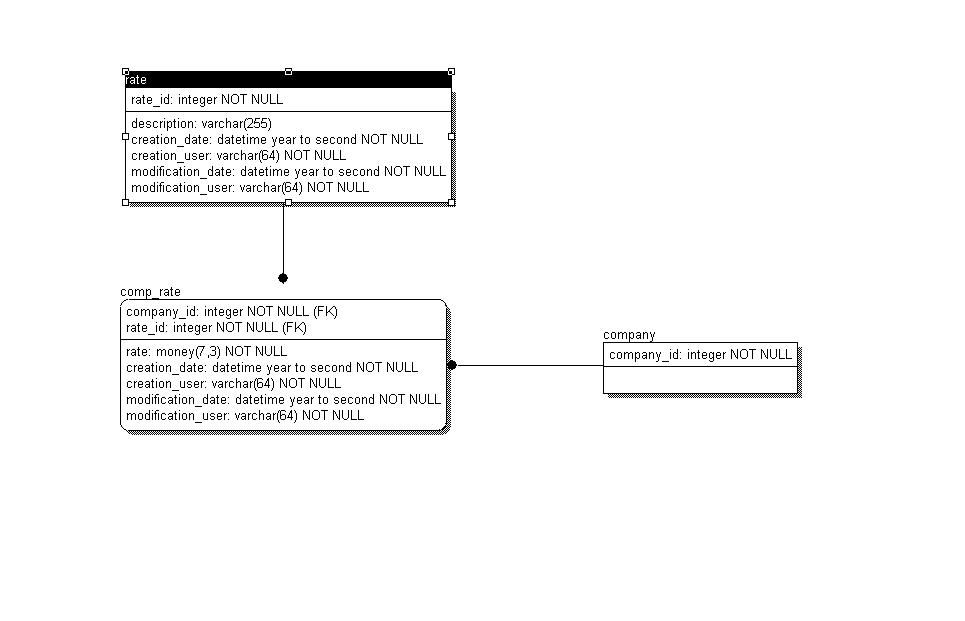 rate
rate_id: integer NOT NULL
description: varchar(255)
creation_date: datetime year to second NOT NULL
creation_user: varchar(64) NOT NULL
modification_date: datetime year to second NOT NULL
modification_user: varchar(64) NOT NULL
comp_rate
company_id: integer NOT NULL (FK)
rate_id: integer NOT NULL (FK)
rate: money(7,3) NOT NULL
creation_date: datetime year to second NOT NULL
creation_user: varchar(64) NOT NULL
modification_date: datetime year to second NOT NULL
modification_user: varchar(64) NOT NULL
company
company_id: integer NOT NULL